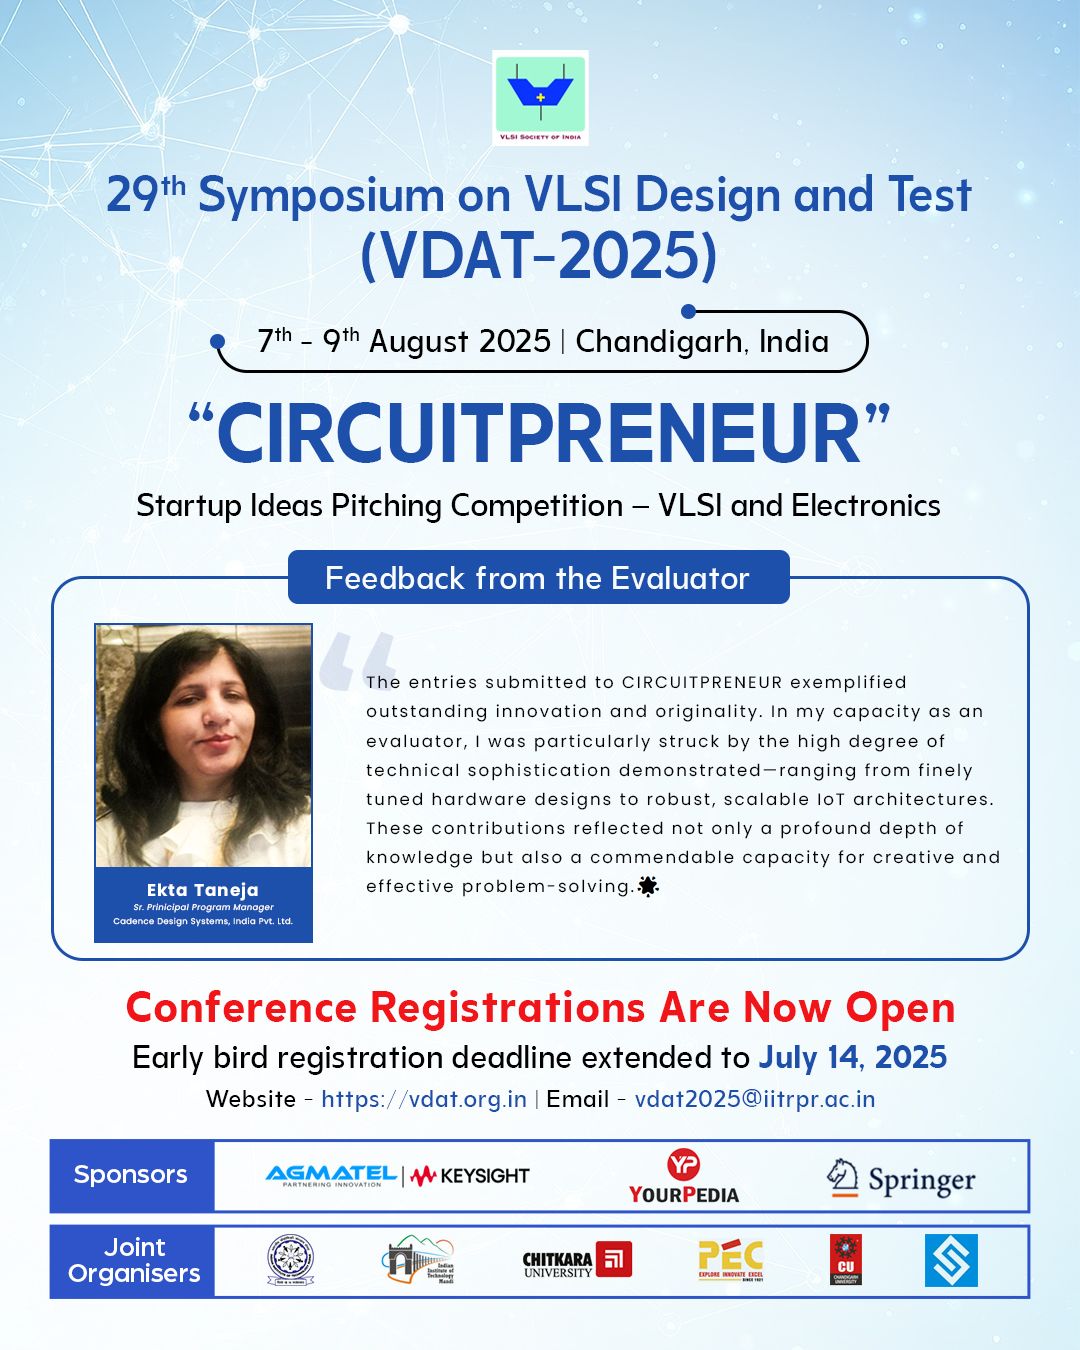 VLSI SOCIETY OF INDIA
29th Symposium on VLSI Design and Test
(VDAT-2025)
7th - 9th August 2025 | Chandigarh, India
“CIRCUITPRENEUR”
Startup Ideas Pitching Competition – VLSI and Electronics
Feedback from the Evaluator
The entries submitted to CIRCUITPRENEUR exemplified
outstanding innovation and originality. In my capacity as an
evaluator, I was particularly struck by the high degree of
technical sophistication demonstrated—ranging from finely
tuned hardware designs to robust, scalable IoT architectures.
These contributions reflected not only a profound depth of
knowledge but also a commendable capacity for creative and
effective problem-solving.
Ekta Taneja
Sr. Prinicipal Program Manager
Cadence Design Systems, India Pvt. Ltd.
Conference Registrations Are Now Open
Early bird registration deadline extended to July 14, 2025
Website - https://vdat.org.in | Email - vdat2025@iitrpr.ac.in
Sponsors
AGMATEL | KEYSIGHT
PARTNERING INNOVATION
YP
YOURPEDIA
Springer
Joint
Organisers
Indian
Institute of
Technology
Mandi
CHITKARA
UNIVERSITY
PEC
EXPLORE INNOVATE EXCEL
SINCE 1921
CU
CHANDIGARH
UNIVERSITY